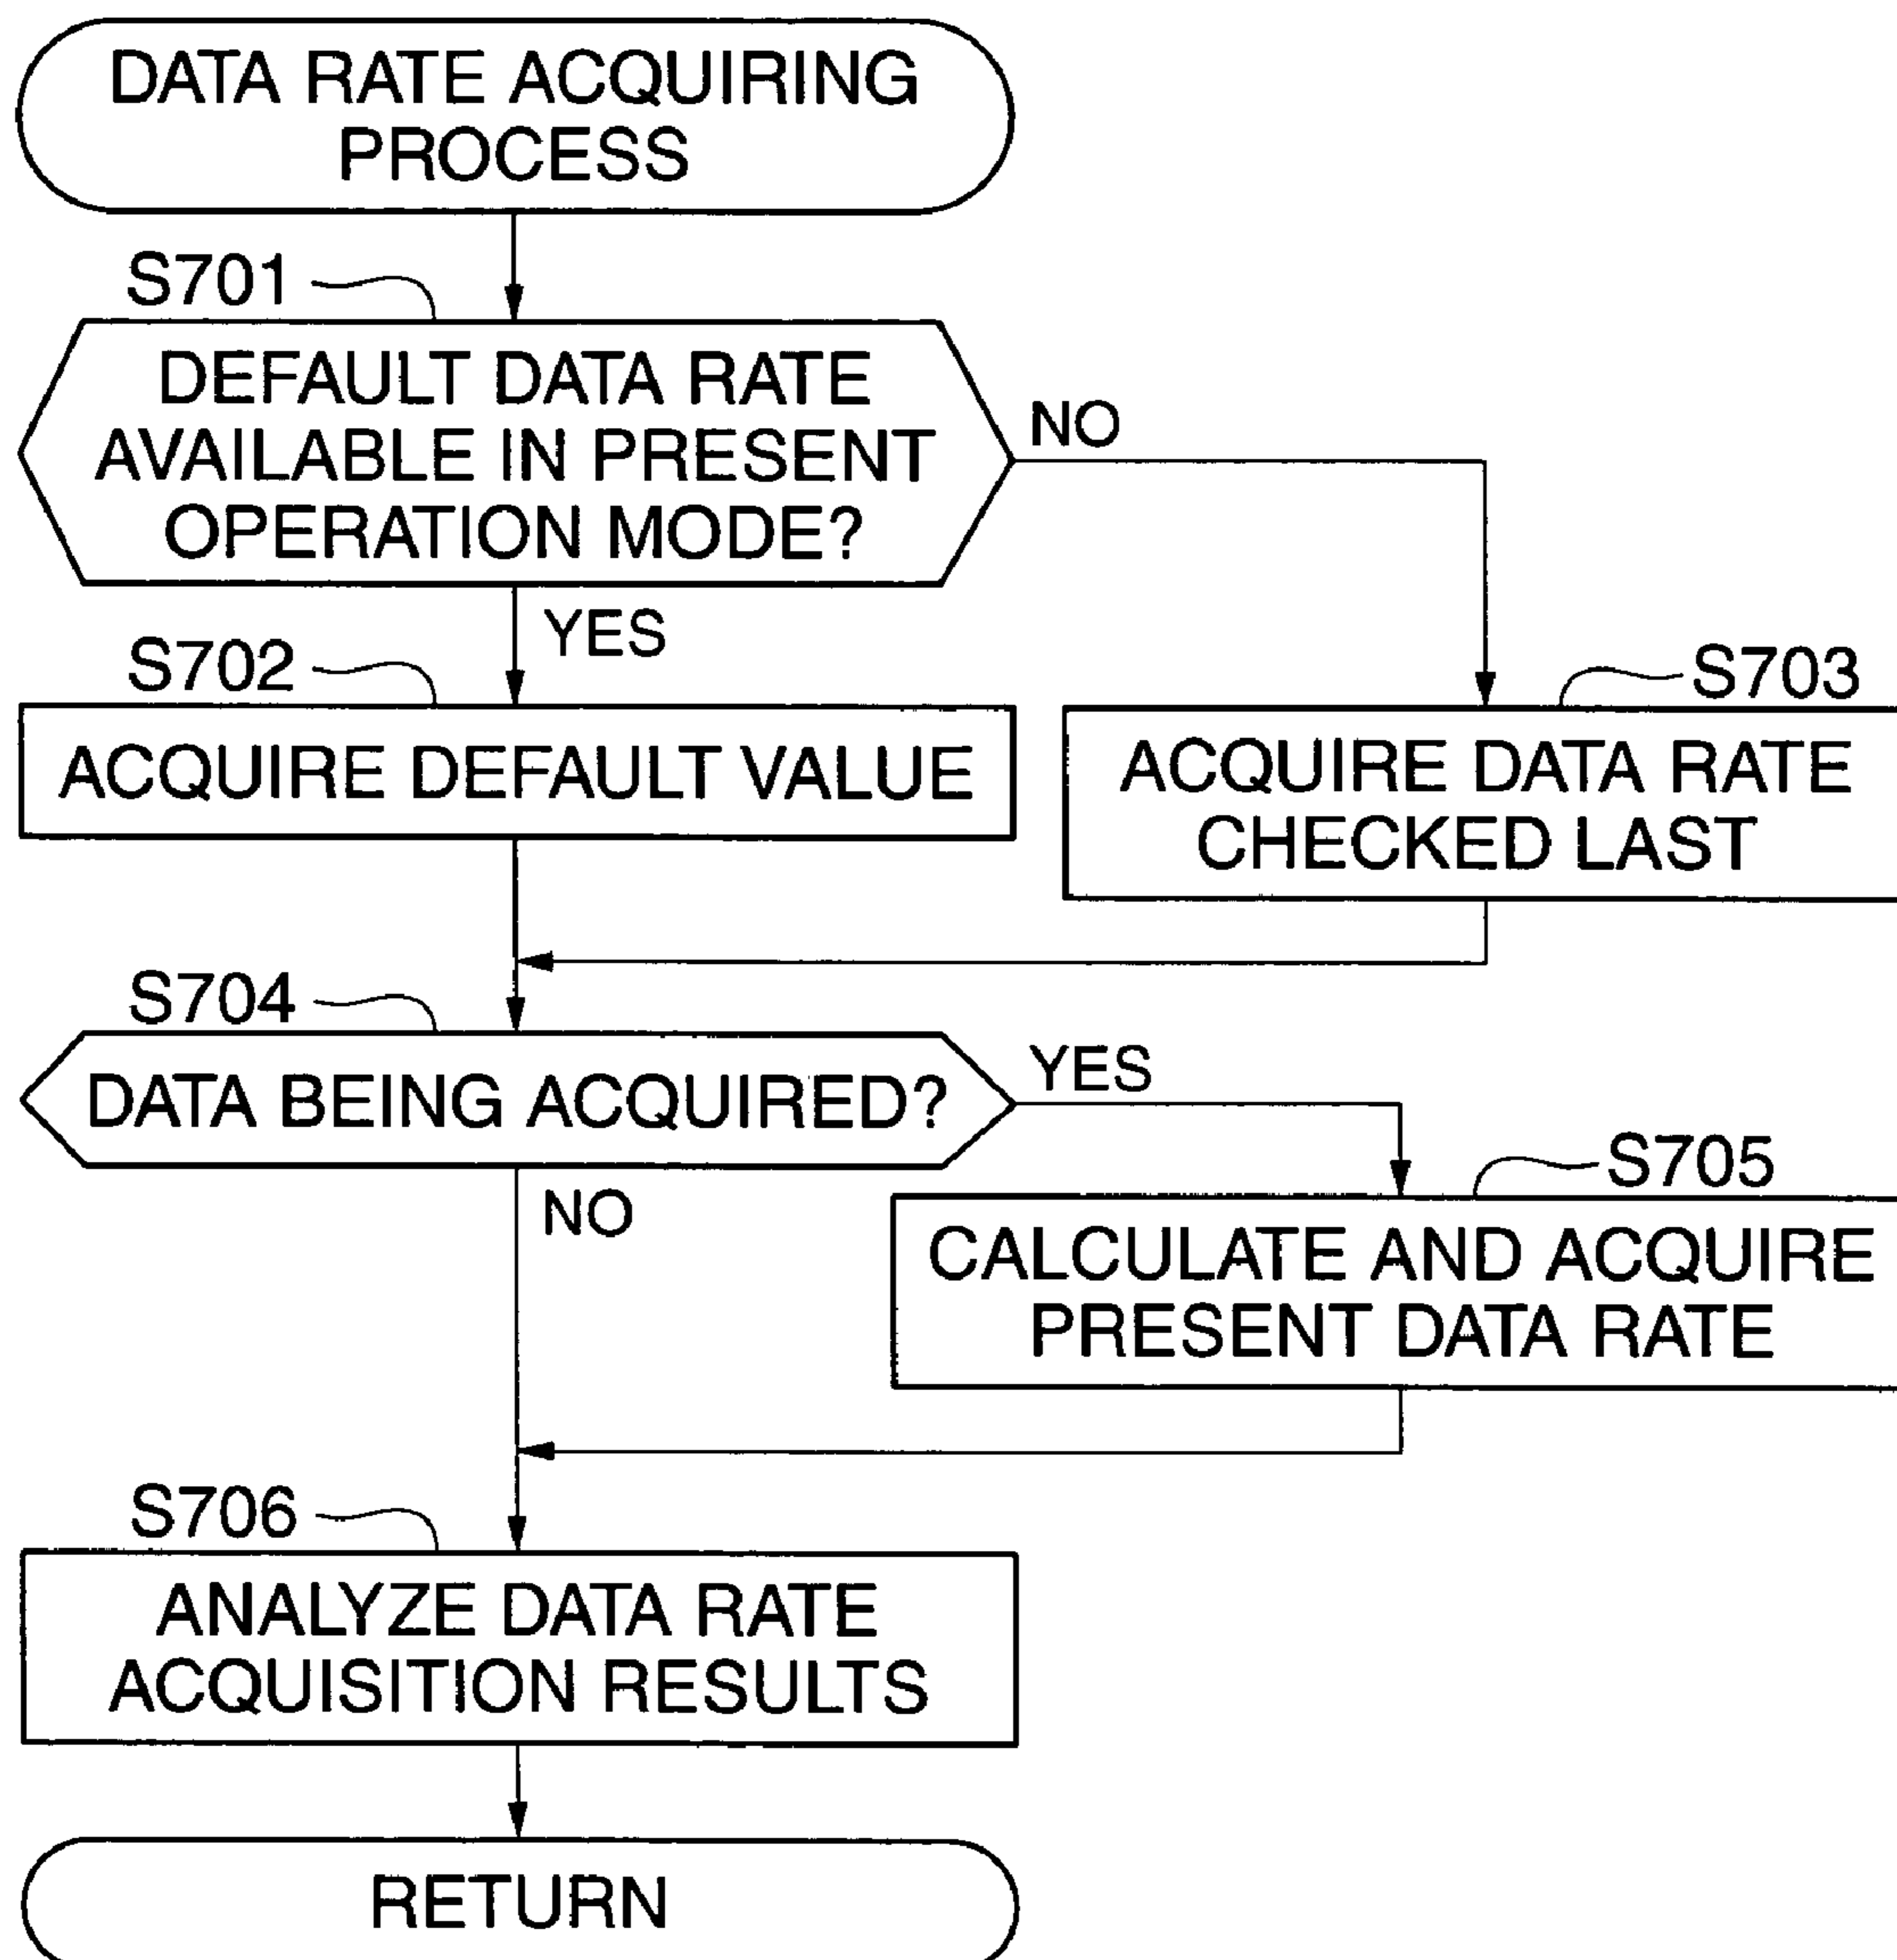 DATA RATE ACQUIRING
PROCESS
S701
DEFAULT DATA RATE
AVAILABLE IN PRESENT
OPERATION MODE?
NO
YES
S702
ACQUIRE DEFAULT VALUE
S703
ACQUIRE DATA RATE
CHECKED LAST
S704
DATA BEING ACQUIRED?
YES
NO
S705
CALCULATE AND ACQUIRE
PRESENT DATA RATE
S706
ANALYZE DATA RATE
ACQUISITION RESULTS
RETURN